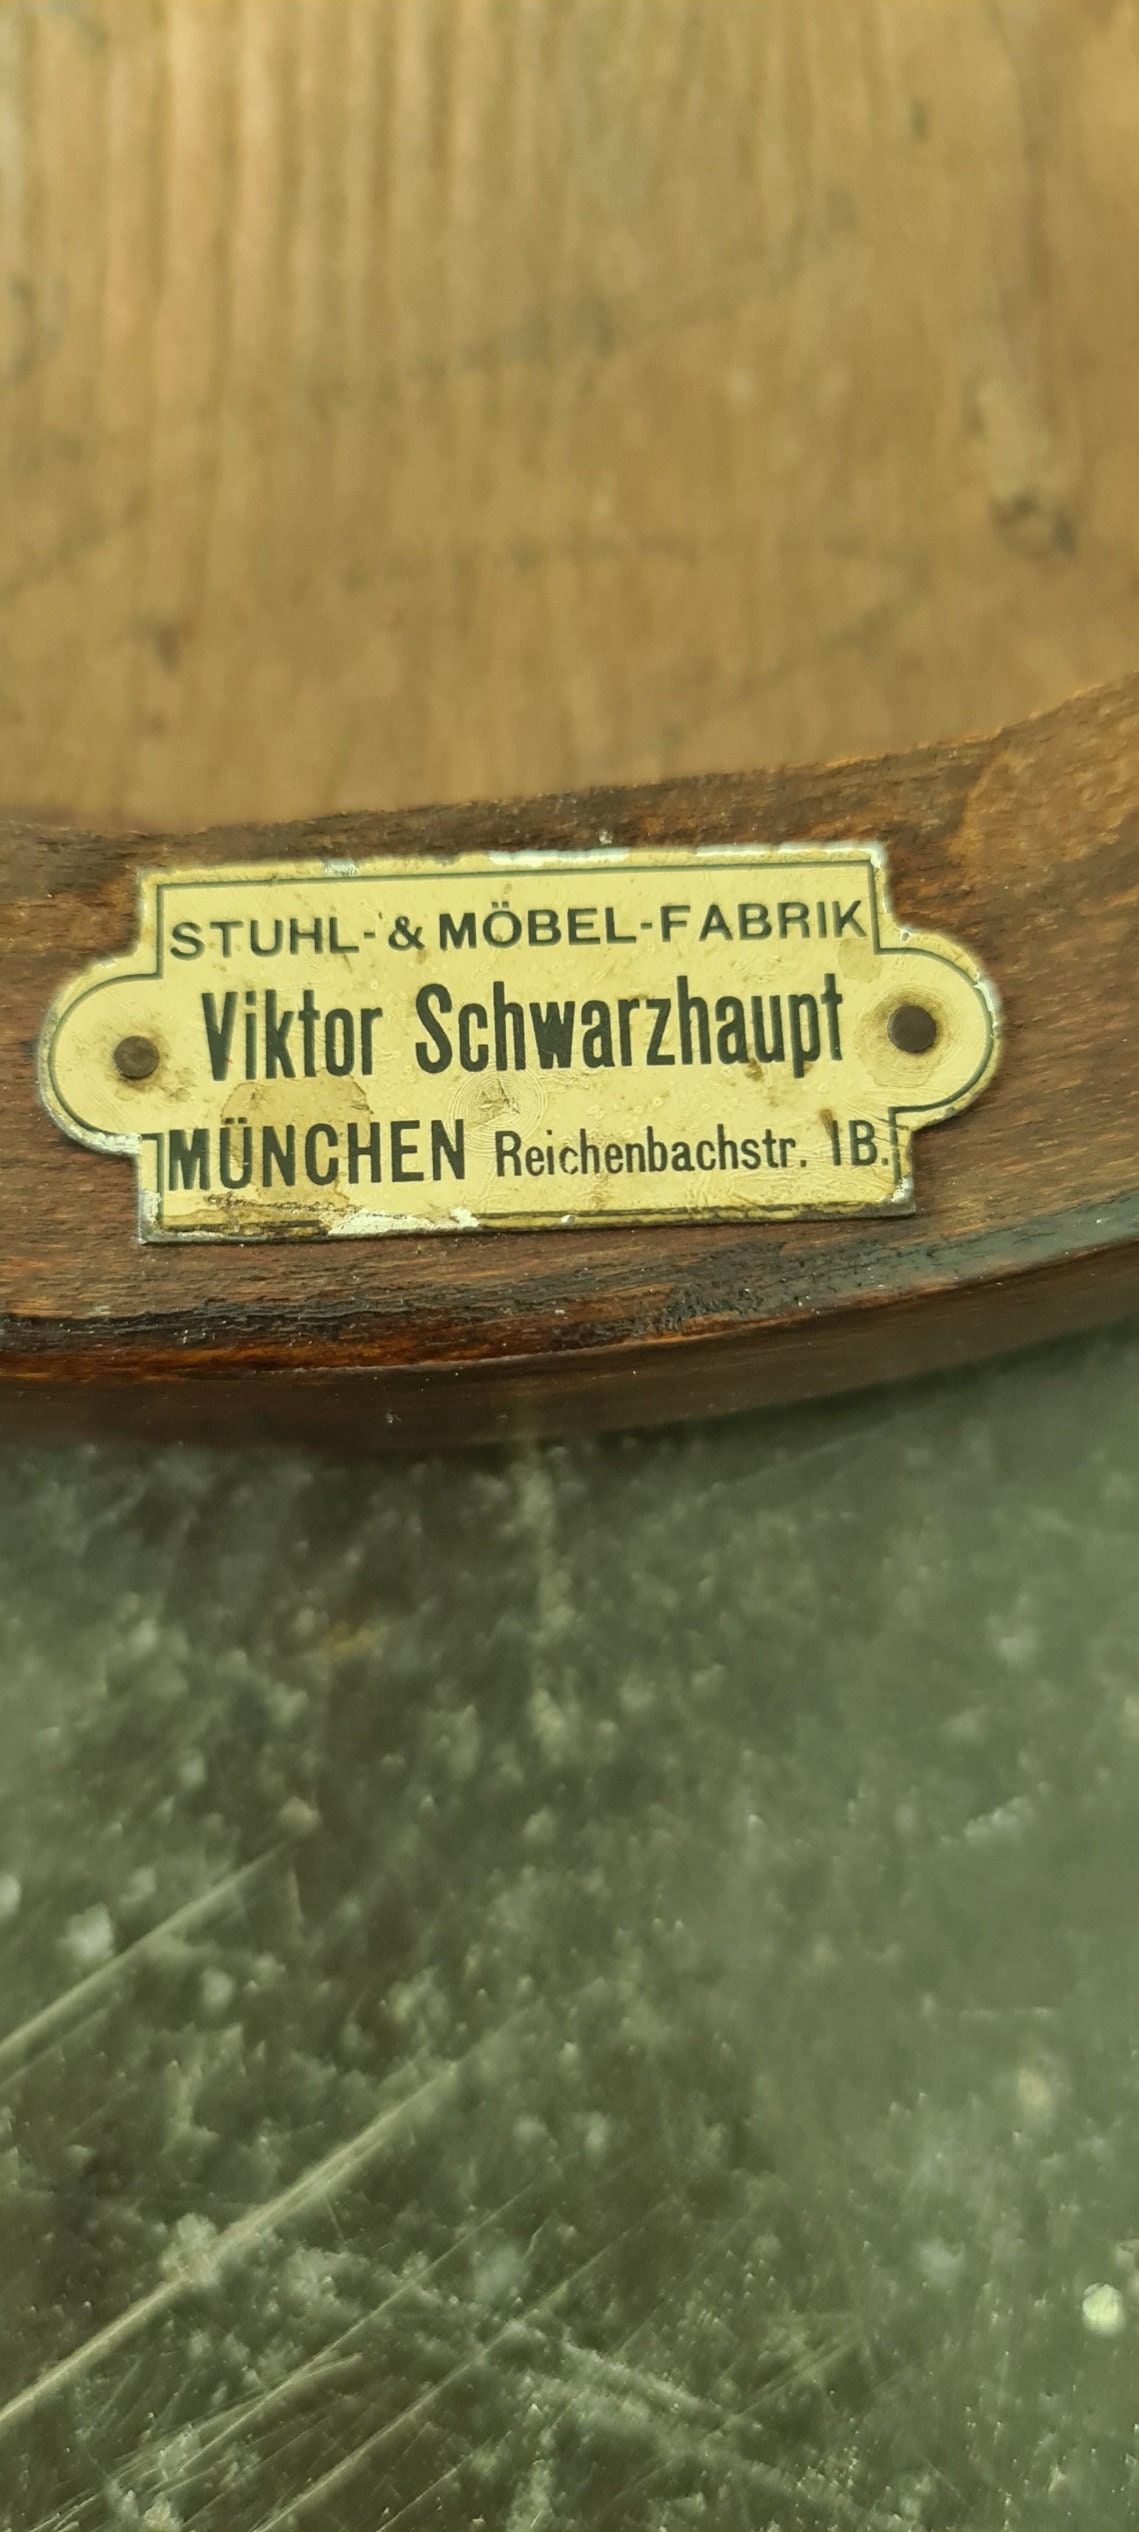 STUHL-& MÖBEL-FABRIK
Viktor Schwarzhaupt
MÜNCHEN Reichenbachstr. 1B.